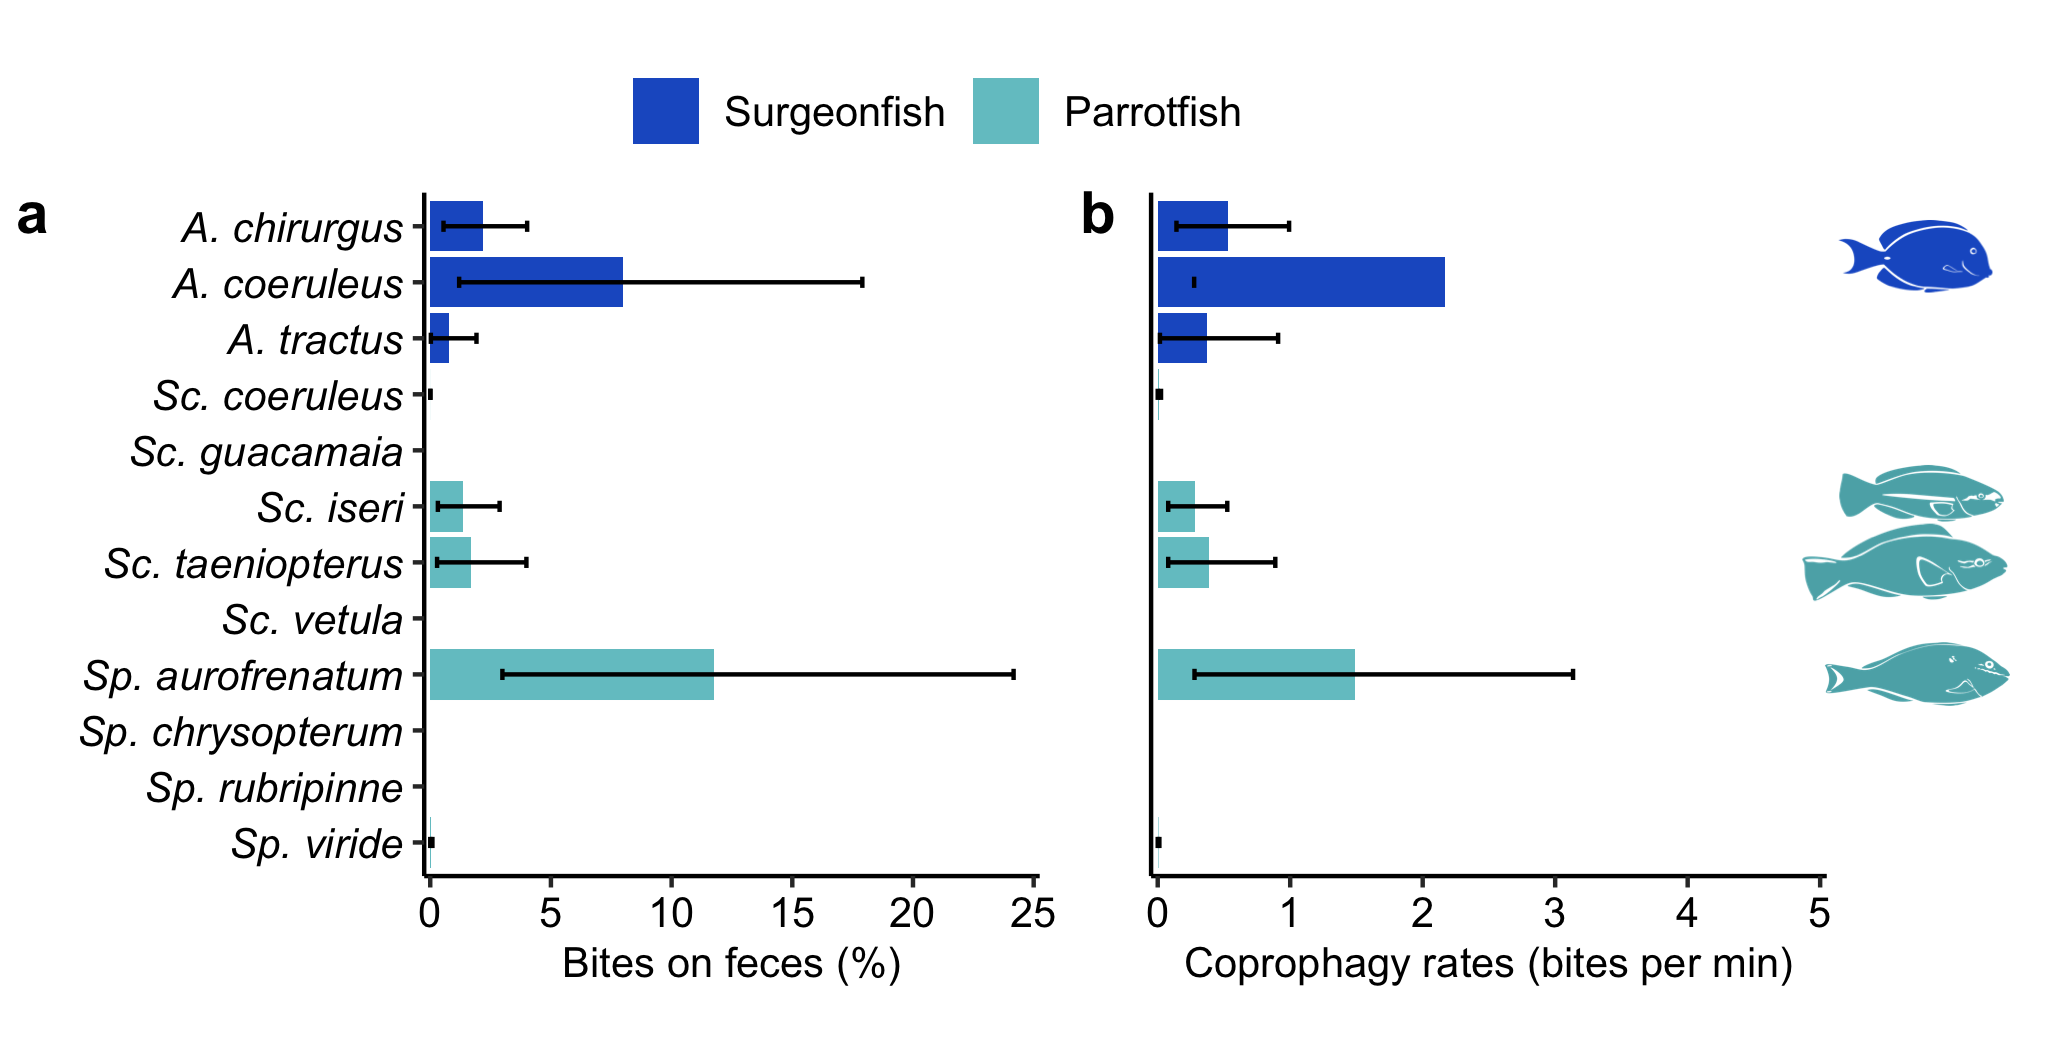 Surgeonfish Parrotfish
a
b
A. chirurgus
A. coeruleus
A. tractus
Sc. coeruleus
Sc. guacamaia
Sc. iseri
Sc. taeniopterus
Sc. vetula
Sp. aurofrenatum
Sp. chrysopterum
Sp. rubripinne
Sp. viride
0 5 10 15 20 25
Bites on feces (%)
0 1 2 3 4 5
Coprophagy rates (bites per min)